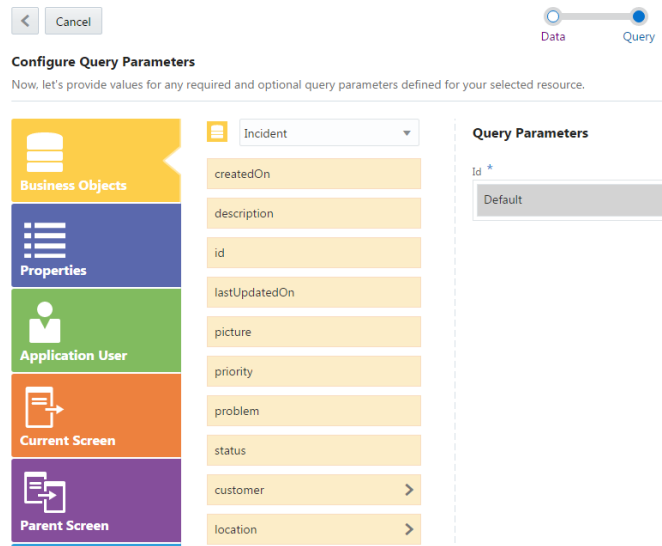 Cancel
Data
Query
Configure Query Parameters
Now, let's provide values for any required and optional query parameters defined for your selected resource.
Business Objects
Properties
Application User
Current Screen
Parent Screen
Incident
createdOn
description
id
lastUpdatedOn
picture
priority
problem
status
customer
location
Query Parameters
Id *
Default